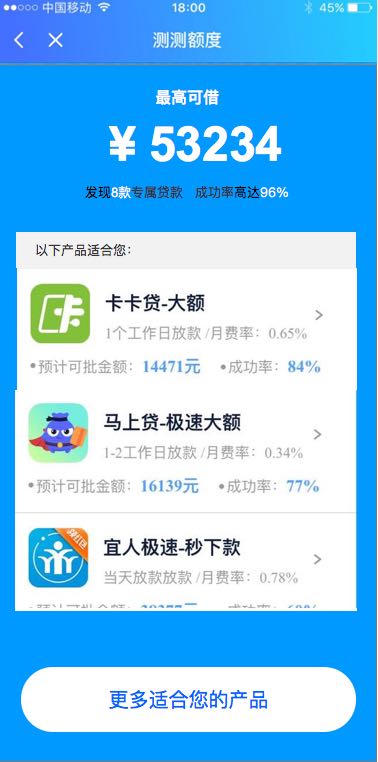 中国移动 18:00 45%
测测额度
最高可借
¥ 53234
发现8款专属贷款 成功率高达96%
以下产品适合您：
卡卡贷-大额
1个工作日放款 /月费率：0.65%
预计可批金额：14471元 成功率：84%
马上贷-极速大额
1-2工作日放款 /月费率：0.34%
预计可批金额：16139元 成功率：77%
宜人极速-秒下款
当天放款放款 /月费率：0.78%
更多适合您的产品